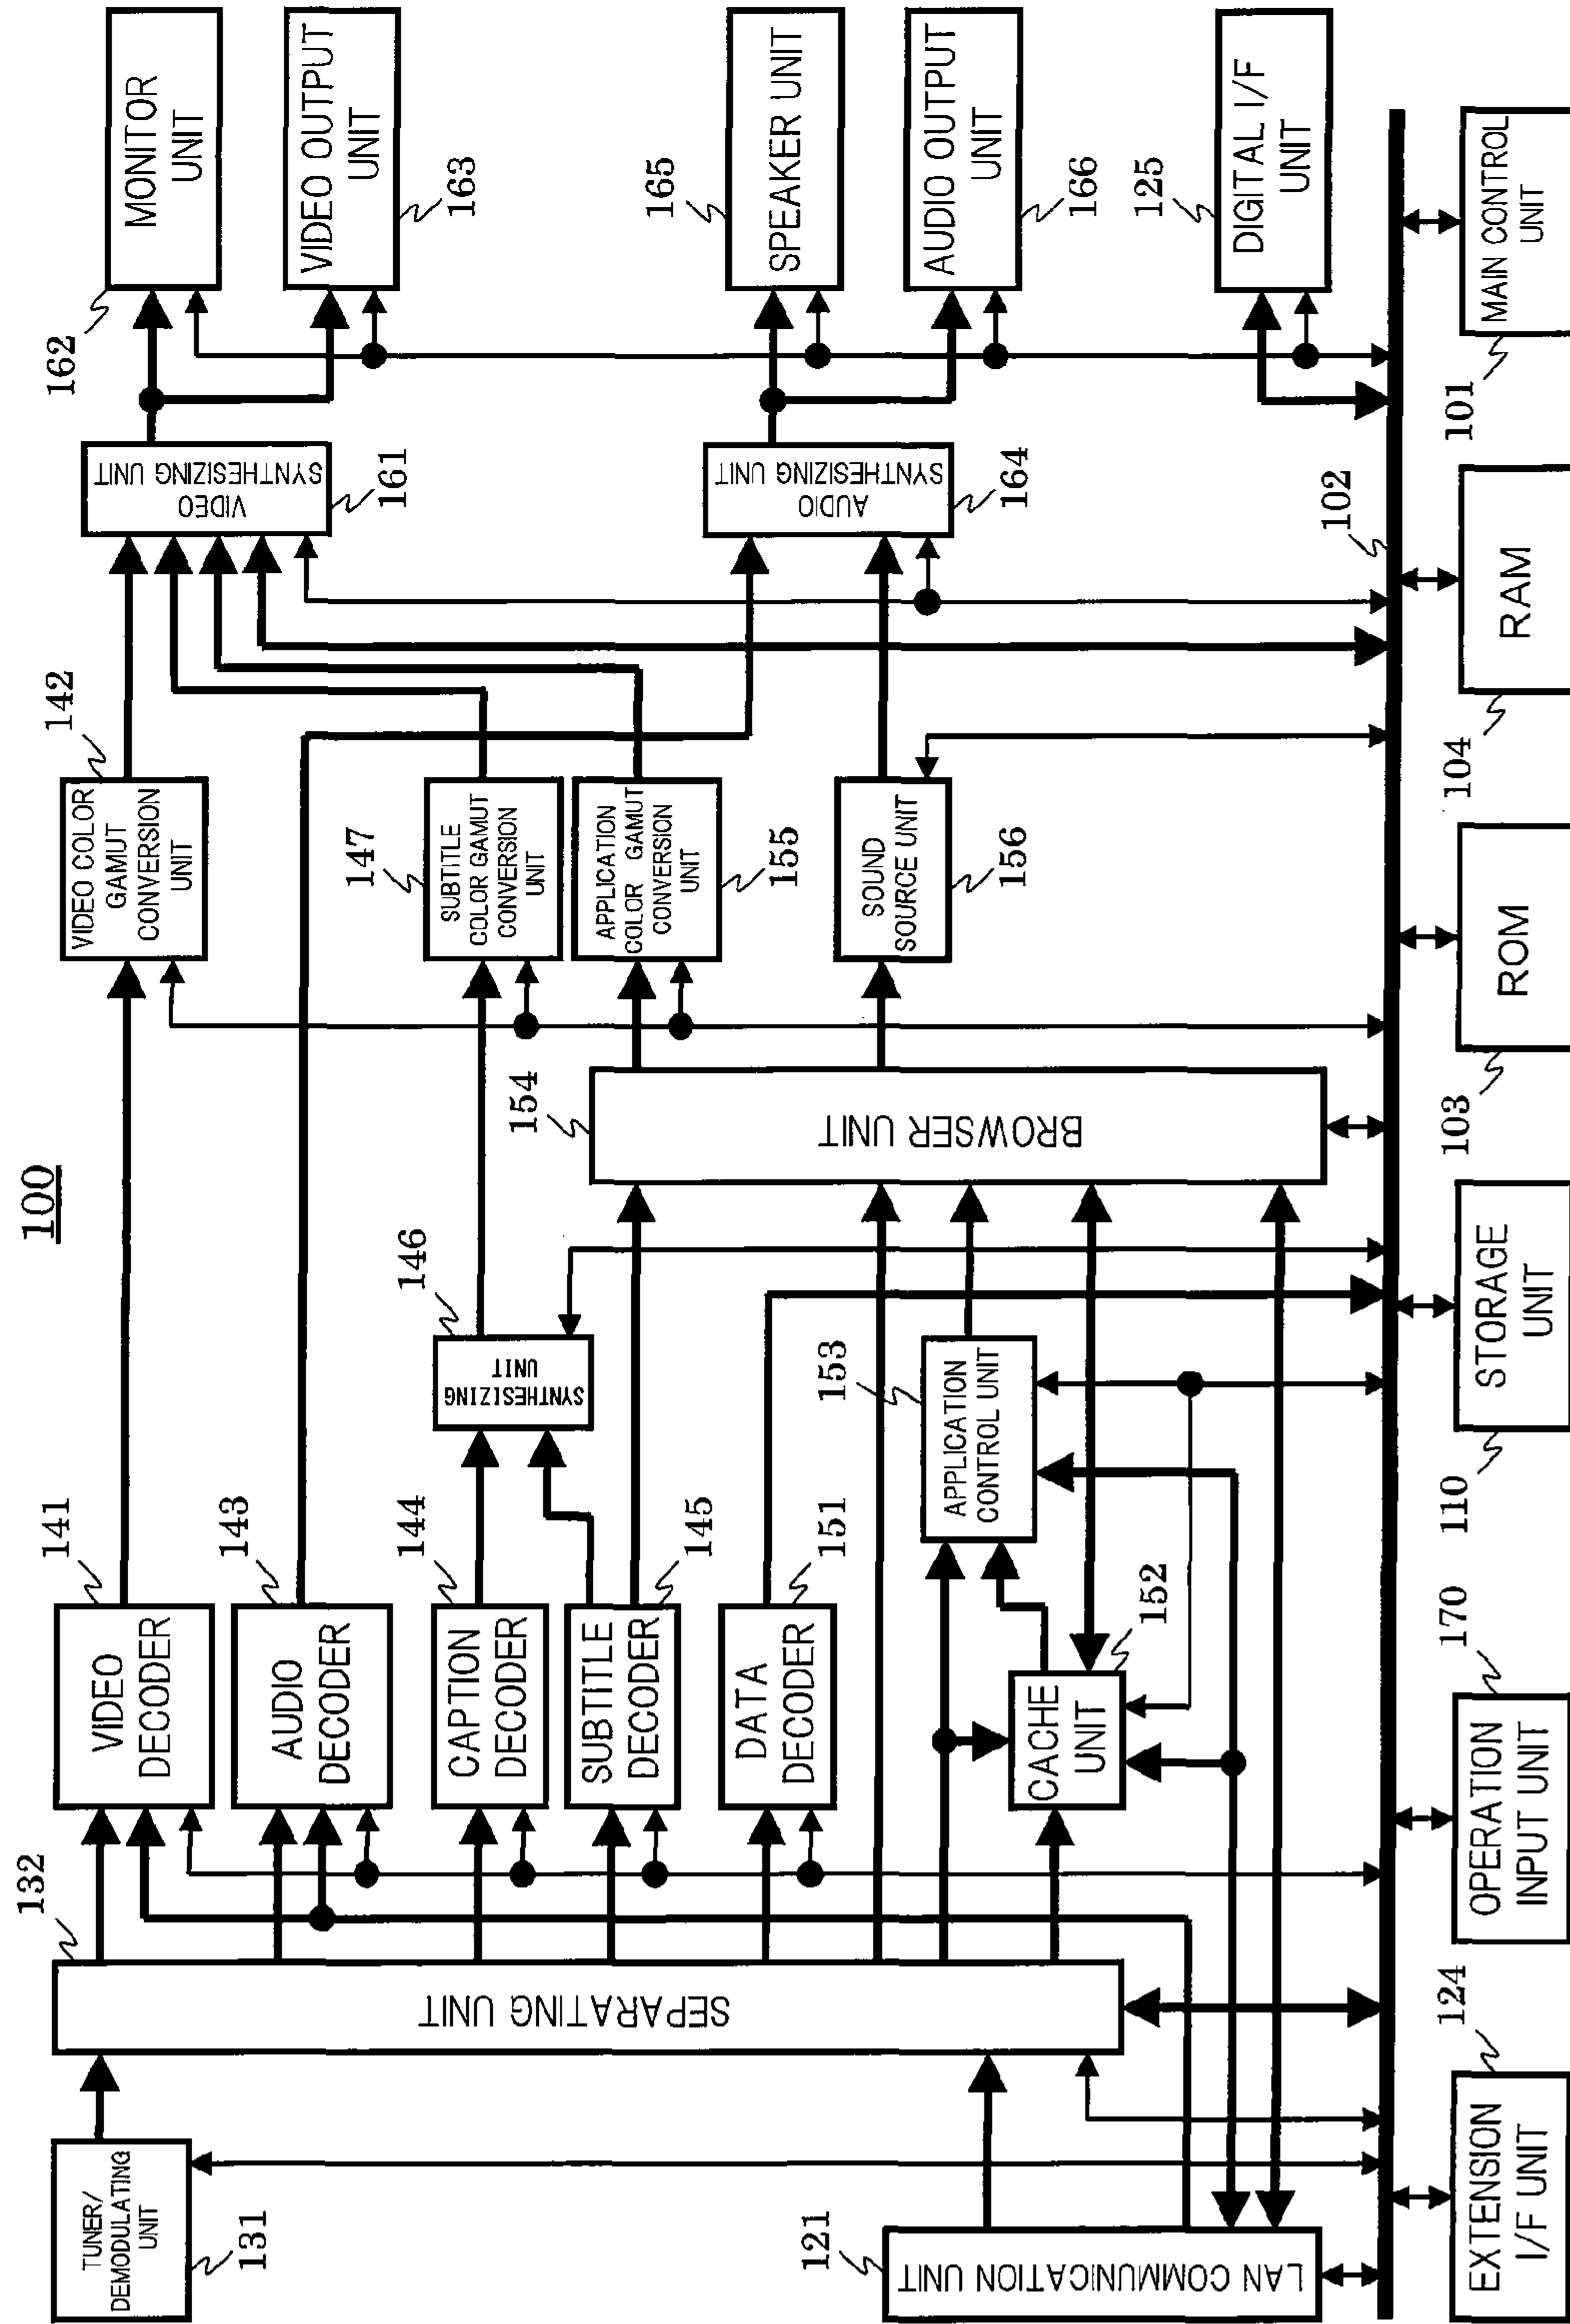 100
TUNER/
DEMODULATING
UNIT
131
LAN COMMUNICATION UNIT
121
SEPARATING UNIT
132
VIDEO
DECODER
141
AUDIO
DECODER
143
CAPTION
DECODER
144
SUBTITLE
DECODER
145
DATA
DECODER
151
CACHE
UNIT
152
SYNTHESIZING
UNIT
146
APPLICATION
CONTROL UNIT
153
BROWSER UNIT
154
VIDEO COLOR
GAMUT
CONVERSION
UNIT
142
SUBTITLE
COLOR GAMUT
CONVERSION
UNIT
147
APPLICATION
COLOR GAMUT
CONVERSION
UNIT
155
SOUND
SOURCE UNIT
156
VIDEO
SYNTHESIZING UNIT
161
AUDIO
SYNTHESIZING UNIT
164
MONITOR
UNIT
162
VIDEO OUTPUT
UNIT
163
SPEAKER UNIT
165
AUDIO OUTPUT
UNIT
166
DIGITAL I/F
UNIT
125
102
EXTENSION
I/F UNIT
124
OPERATION
INPUT UNIT
170
STORAGE
UNIT
110
ROM
103
RAM
104
MAIN CONTROL
UNIT
101